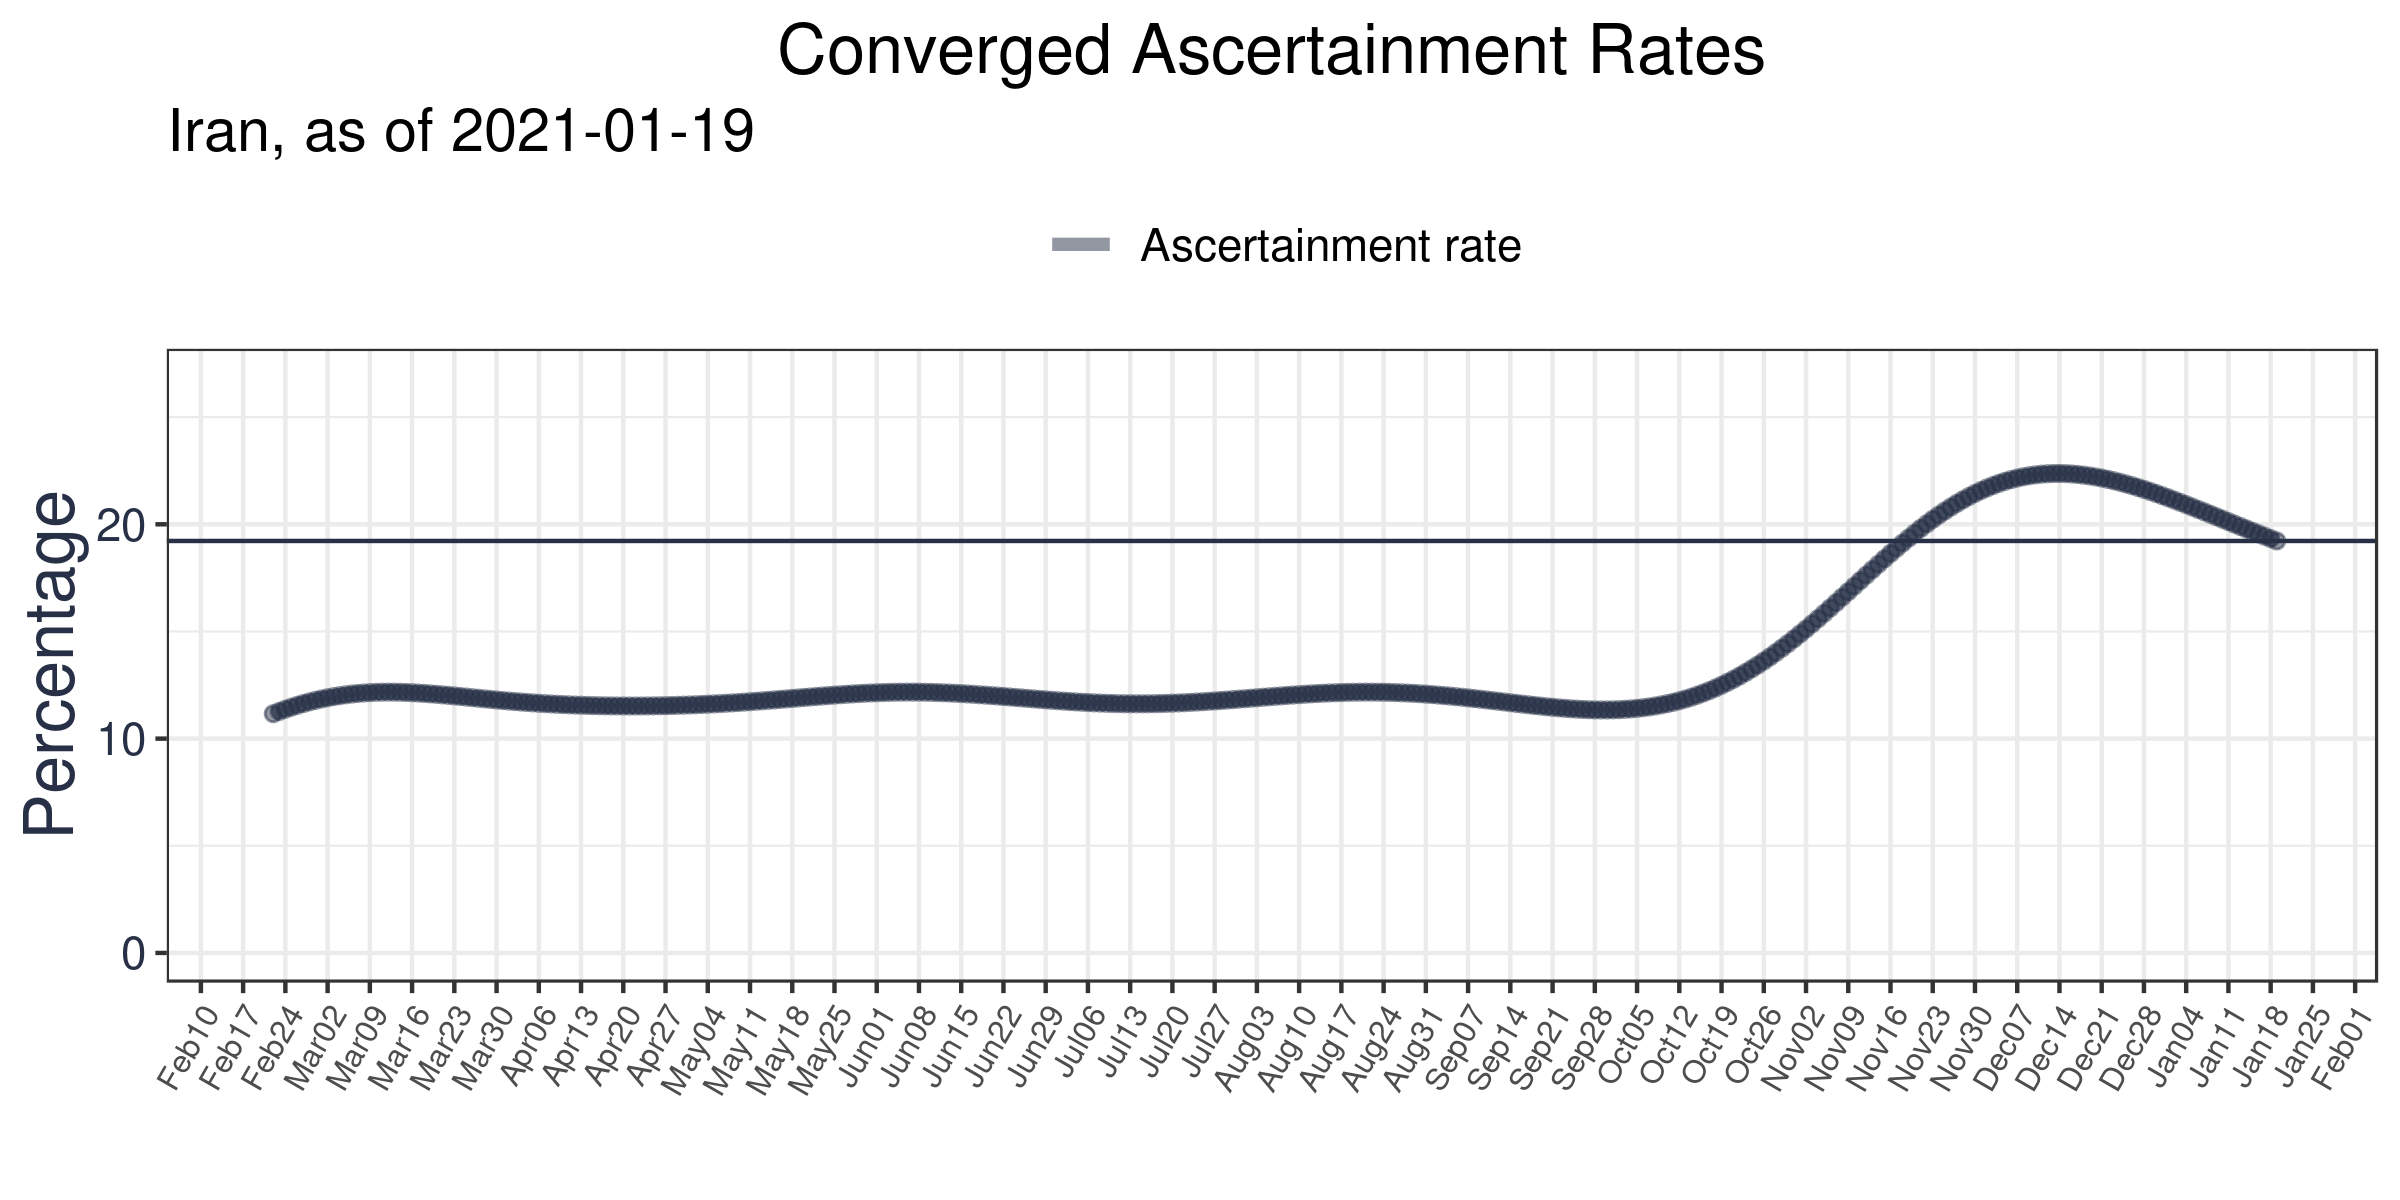 Converged Ascertainment Rates
Iran, as of 2021-01-19
Ascertainment rate
Percentage
20
10
0
Feb10 Feb17 Feb24 Mar02 Mar09 Mar16 Mar23 Mar30 Apr06 Apr13 Apr20 Apr27 May04 May11 May18 May25 Jun01 Jun08 Jun15 Jun22 Jun29 Jul06 Jul13 Jul20 Jul27 Aug03 Aug10 Aug17 Aug24 Aug31 Sep07 Sep14 Sep21 Sep28 Oct05 Oct12 Oct19 Oct26 Nov02 Nov09 Nov16 Nov23 Nov30 Dec07 Dec14 Dec21 Dec28 Jan04 Jan11 Jan18 Jan25 Feb01